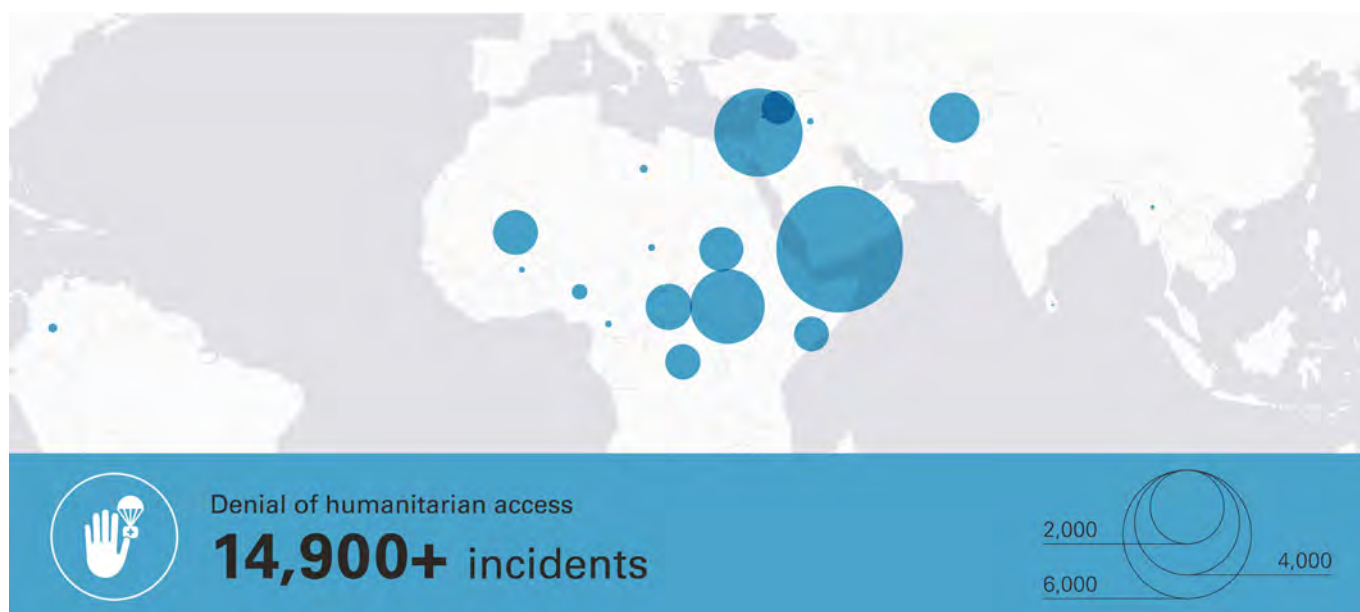 Denial of humanitarian access
14,900+ incidents
2,000
4,000
6,000